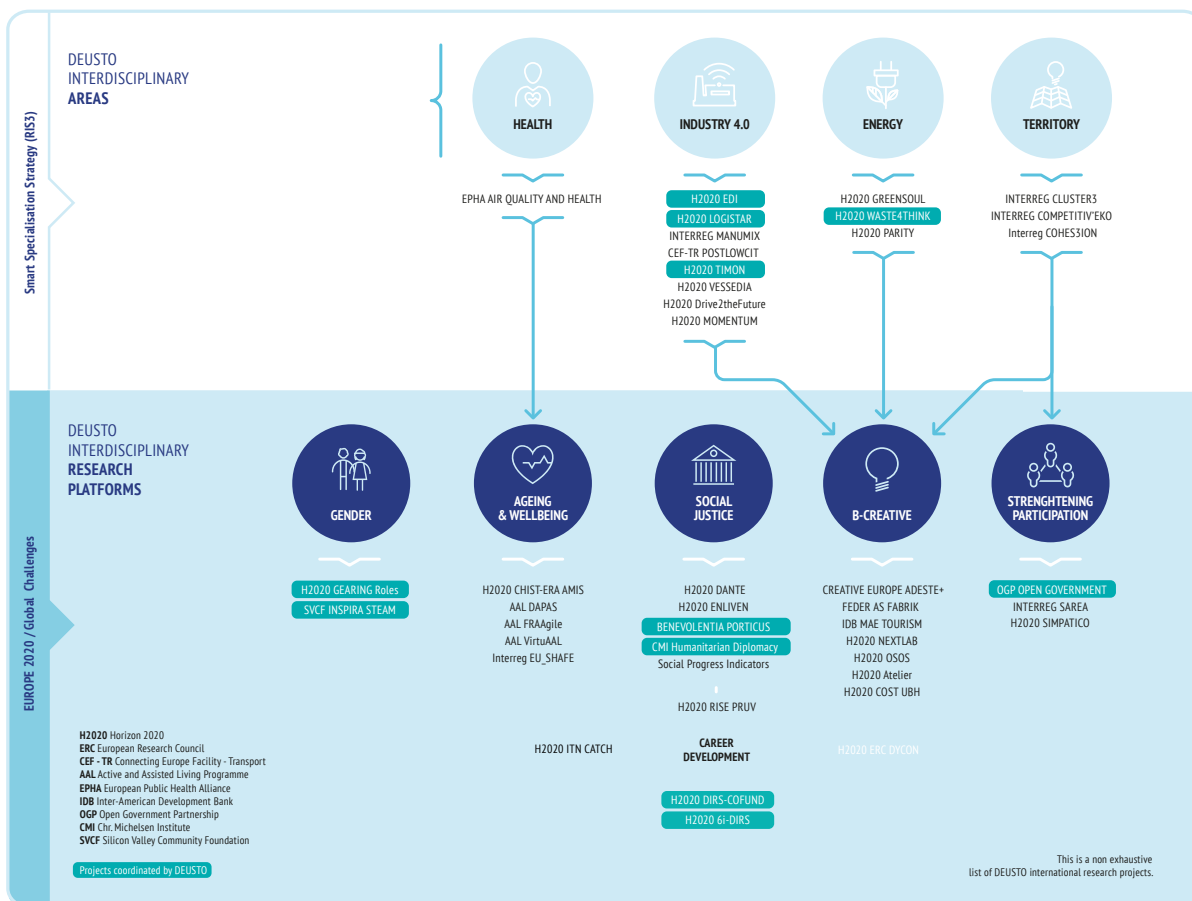 Smart Specialisation Strategy (RIS3)
DEUSTO
INTERDISCIPLINARY
AREAS
HEALTH
INDUSTRY 4.0
ENERGY
TERRITORY
EPHA AIR QUALITY AND HEALTH
H2020 EDI
H2020 LOGISTAR
INTERREG MANUMIX
CEF-TR POSTLOWCIT
H2020 TIMON
H2020 VESSEDIA
H2020 Drive2theFuture
H2020 MOMENTUM
H2020 GREENSOUL
H2020 WASTE4THINK
H2020 PARITY
INTERREG CLUSTER3
INTERREG COMPETITIV'EKO
Interreg COHES3ION
EUROPE 2020 / Global Challenges
DEUSTO
INTERDISCIPLINARY
RESEARCH
PLATFORMS
GENDER
AGEING
& WELLBEING
SOCIAL
JUSTICE
B-CREATIVE
STRENGHTENING
PARTICIPATION
H2020 GEARING Roles
SVCF INSPIRA STEAM
H2020 CHIST-ERA AMIS
AAL DAPAS
AAL FRAAgile
AAL VirtuAAL
Interreg EU_SHAFE
H2020 DANTE
H2020 ENLIVEN
BENEVOLENTIA PORTICUS
CMI Humanitarian Diplomacy
Social Progress Indicators
H2020 RISE PRUV
CREATIVE EUROPE ADESTE+
FEDER AS FABRIK
IDB MAE TOURISM
H2020 NEXTLAB
H2020 OSOS
H2020 Atelier
H2020 COST UBH
OGP OPEN GOVERNMENT
INTERREG SAREA
H2020 SIMPATICO
H2020 ITN CATCH
CAREER
DEVELOPMENT
H2020 ERC DYCON
H2020 DIRS-COFUND
H2020 6i-DIRS
H2020 Horizon 2020
ERC European Research Council
CEF - TR Connecting Europe Facility - Transport
AAL Active and Assisted Living Programme
EPHA European Public Health Alliance
IDB Inter-American Development Bank
OGP Open Government Partnership
CMI Chr. Michelsen Institute
SVCF Silicon Valley Community Foundation
Projects coordinated by DEUSTO
This is a non exhaustive
list of DEUSTO international research projects.